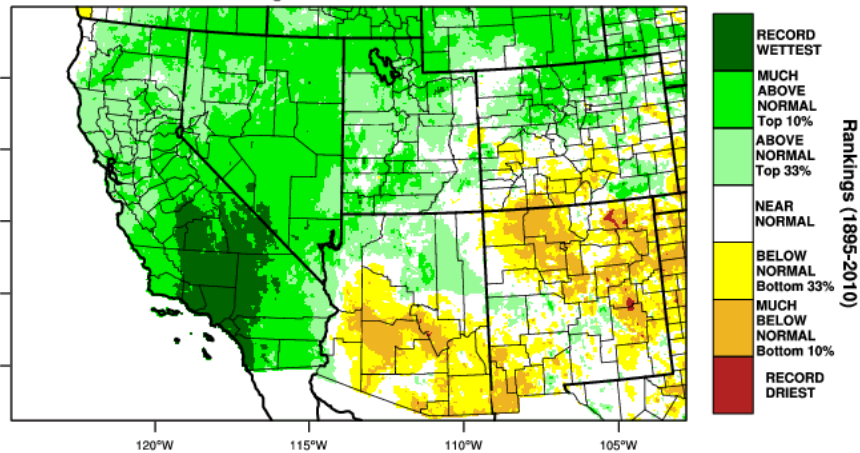 RECORD
WETTEST
MUCH
ABOVE
NORMAL
Top 10%
ABOVE
NORMAL
Top 33%
NEAR
NORMAL
BELOW
NORMAL
Bottom 33%
MUCH
BELOW
NORMAL
Bottom 10%
RECORD
DRIEST
Rankings (1895-2010)
120°W
115°W
110°W
105°W